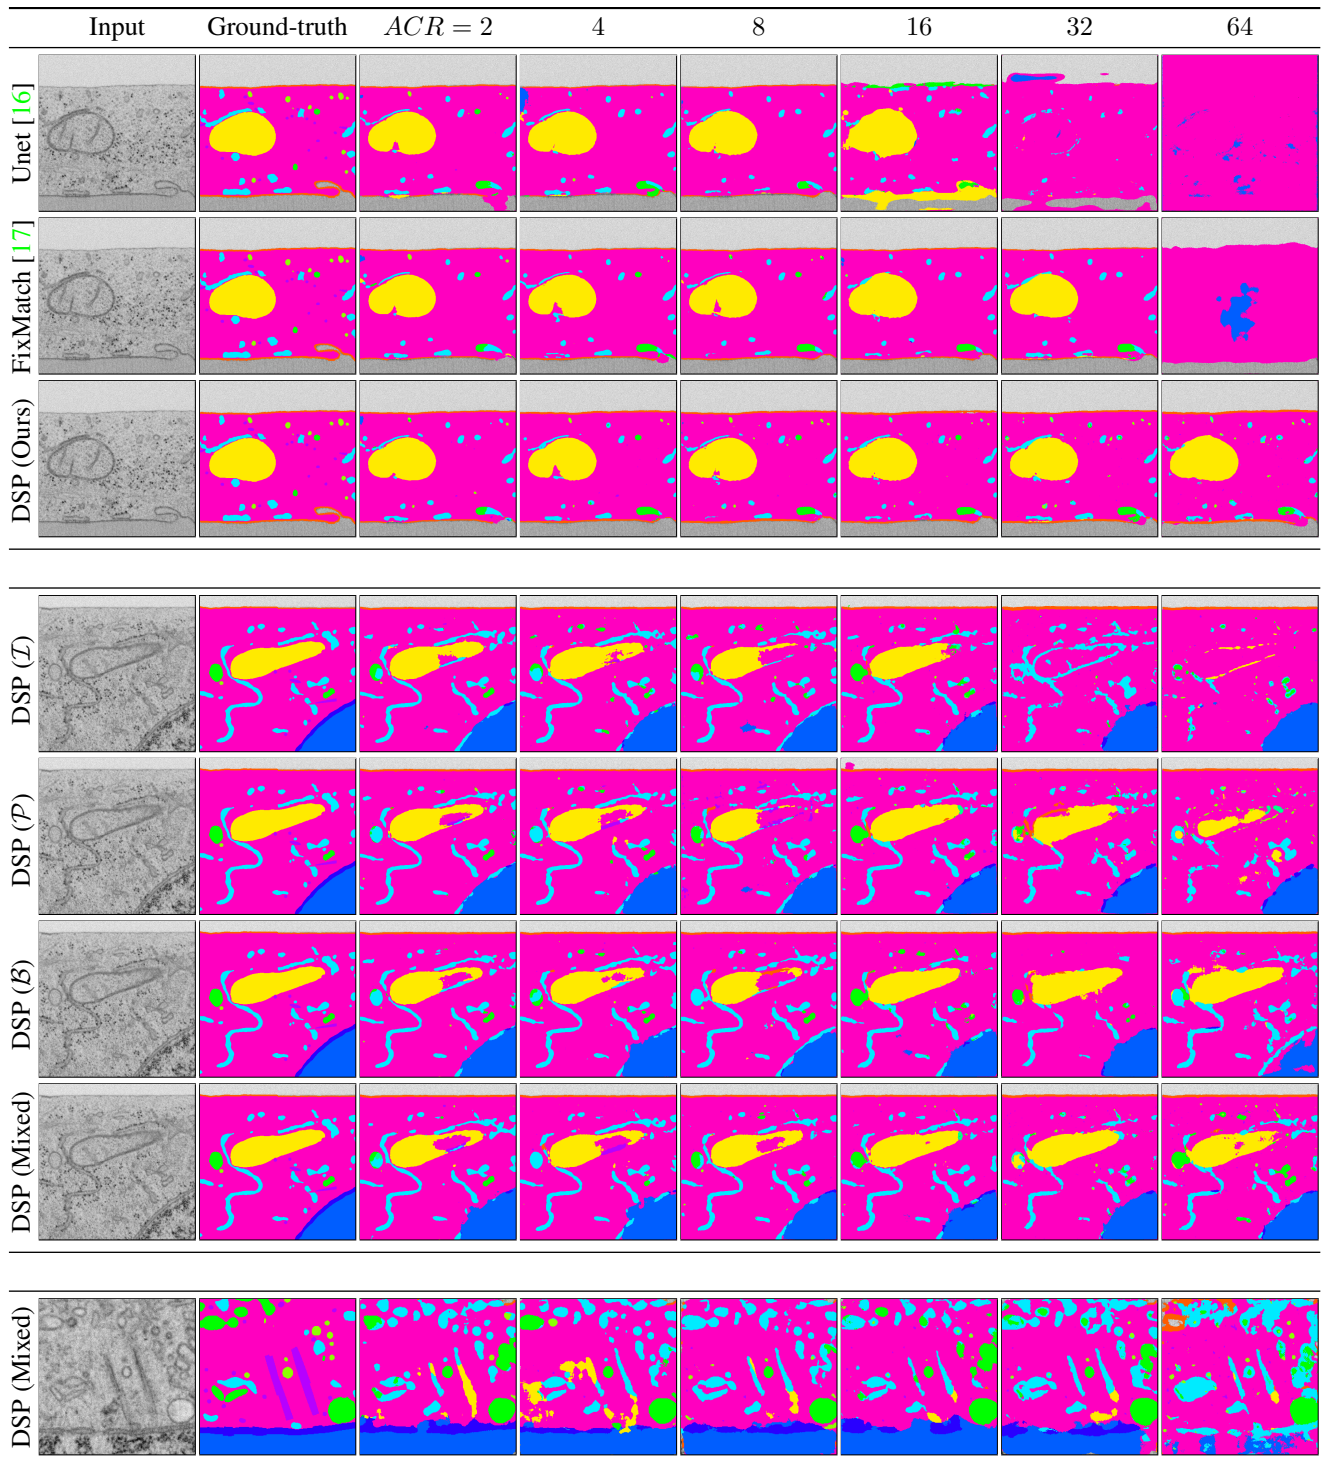 Input Ground-truth ACR = 2 4 8 16 32 64
Unet [16]
FixMatch [17]
DSP (Ours)
DSP (I)
DSP (P)
DSP (B)
DSP (Mixed)
DSP (Mixed)